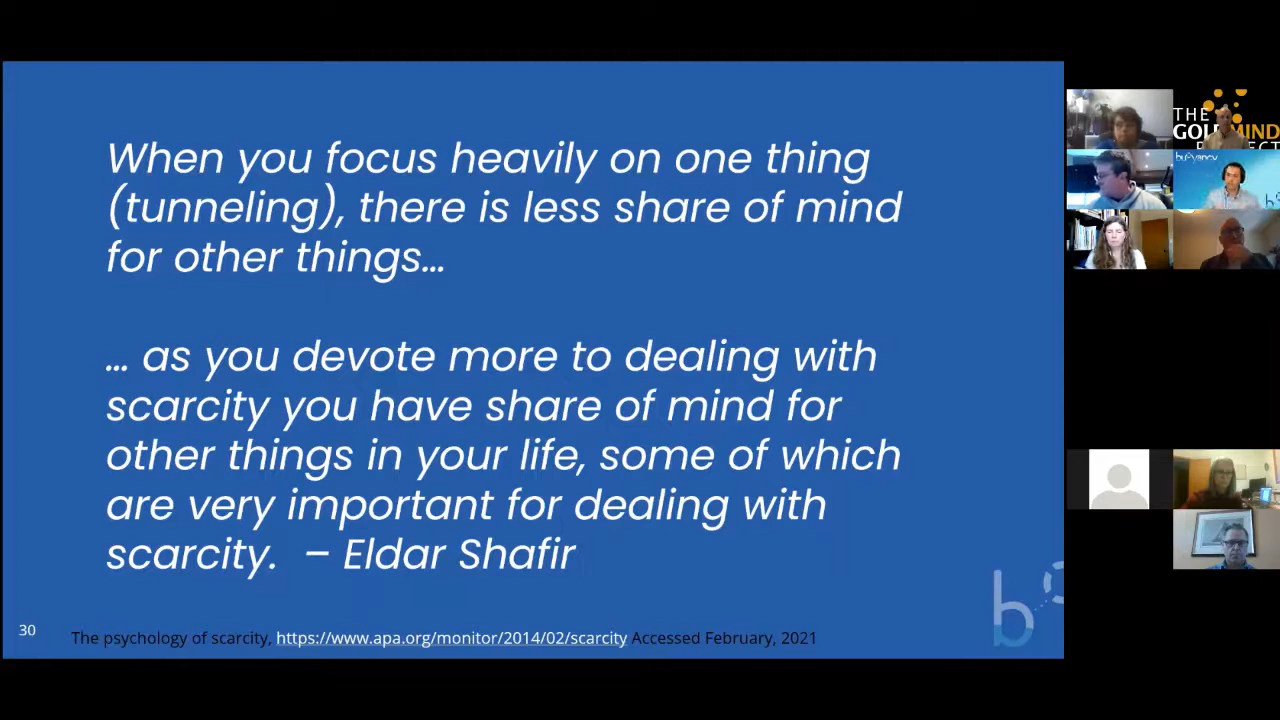 When you focus heavily on one thing
(tunneling), there is less share of mind
for other things…
… as you devote more to dealing with
scarcity you have share of mind for
other things in your life, some of which
are very important for dealing with
scarcity. – Eldar Shafir
30
The psychology of scarcity, https://www.apa.org/monitor/2014/02/scarcity Accessed February, 2021
b
THE
buoyancy